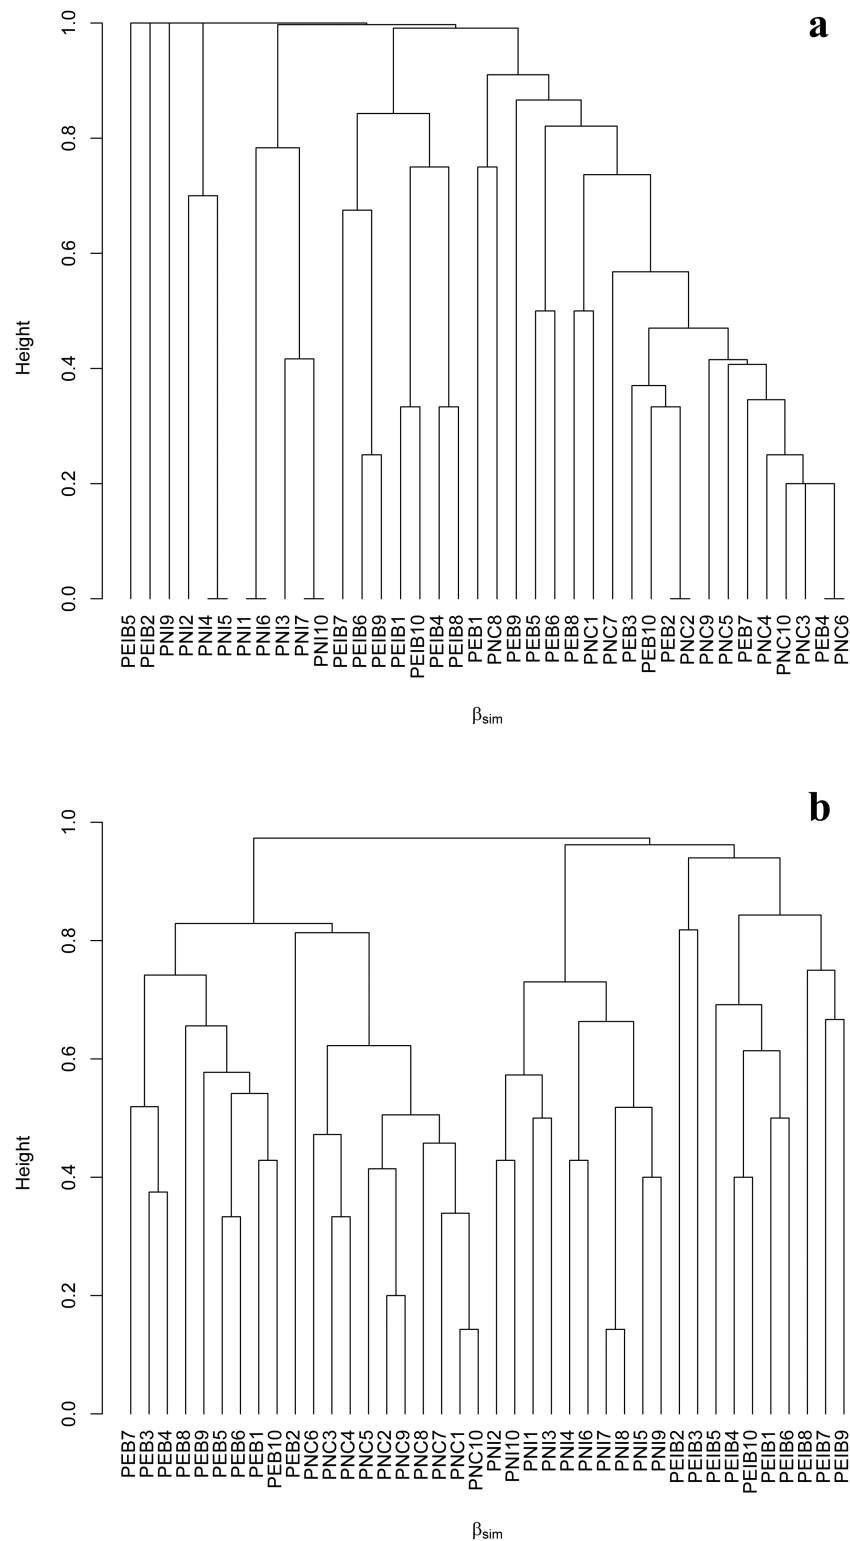 a
Height
0.0
0.2
0.4
0.6
0.8
1.0
PEIB5
PEIB2
PNI9
PNI2
PNI4
PNI5
PNI1
PNI6
PNI3
PNI7
PNI10
PEIB7
PEIB6
PEIB9
PEIB1
PEIB10
PEIB4
PEIB8
PEB1
PNC8
PEB9
PEB5
PEB6
PEB8
PNC1
PNC7
PEB3
PEB10
PEB2
PNC2
PNC9
PNC5
PEB7
PNC4
PNC10
PNC3
PEB4
PNC6
βsim
b
Height
0.0
0.2
0.4
0.6
0.8
1.0
PEB7
PEB3
PEB4
PEB8
PEB9
PEB5
PEB6
PEB1
PEB10
PEB2
PNC6
PNC3
PNC4
PNC5
PNC2
PNC9
PNC8
PNC7
PNC1
PNC10
PNI2
PNI10
PNI1
PNI3
PNI4
PNI6
PNI7
PNI8
PNI5
PNI9
PEIB2
PEIB3
PEIB5
PEIB4
PEIB10
PEIB1
PEIB6
PEIB8
PEIB7
PEIB9
βsim